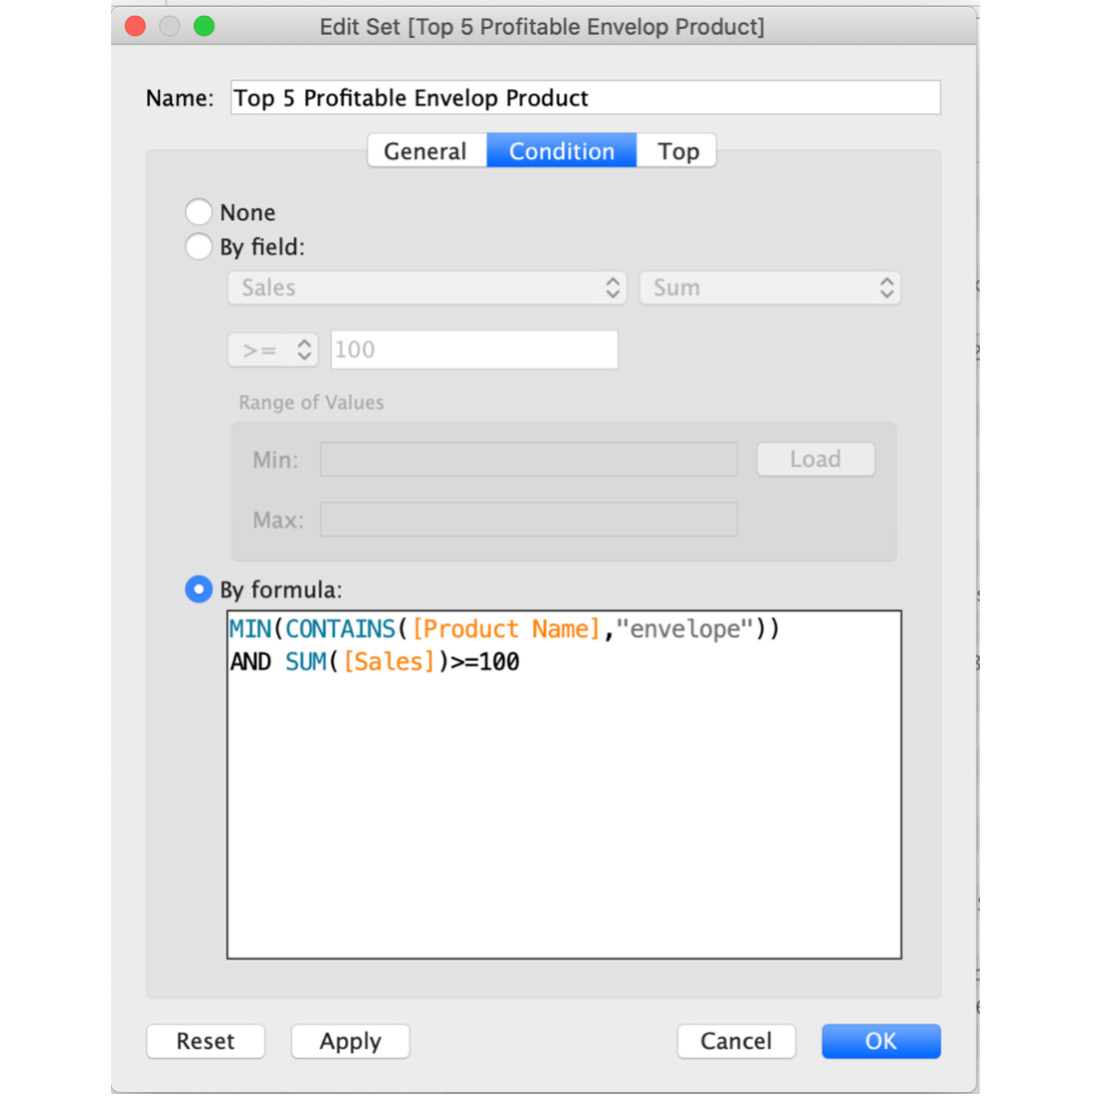 Edit Set [Top 5 Profitable Envelop Product]
Name: Top 5 Profitable Envelop Product
General Condition Top
None
By field:
Sales Sum
>= 100
Range of Values
Min: Load
Max:
By formula:
MIN(CONTAINS([Product Name],"envelope"))
AND SUM([Sales])>=100
Reset Apply Cancel OK